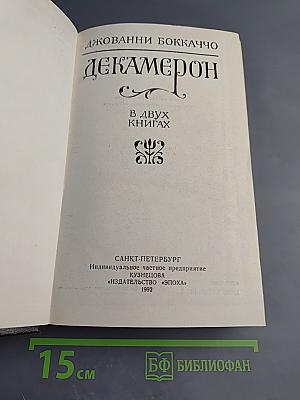 ДЖОВАННИ БОККАЧЧО
ДЕКАМЕРОН
В ДВУХ
КНИГАХ
САНКТ-ПЕТЕРБУРГ
Индивидуальное частное предприятие
КУЗНЕЦОВА
«ИЗДАТЕЛЬСТВО «ЭПОХА»
1992
15 см
БФ БИБЛИОФАН